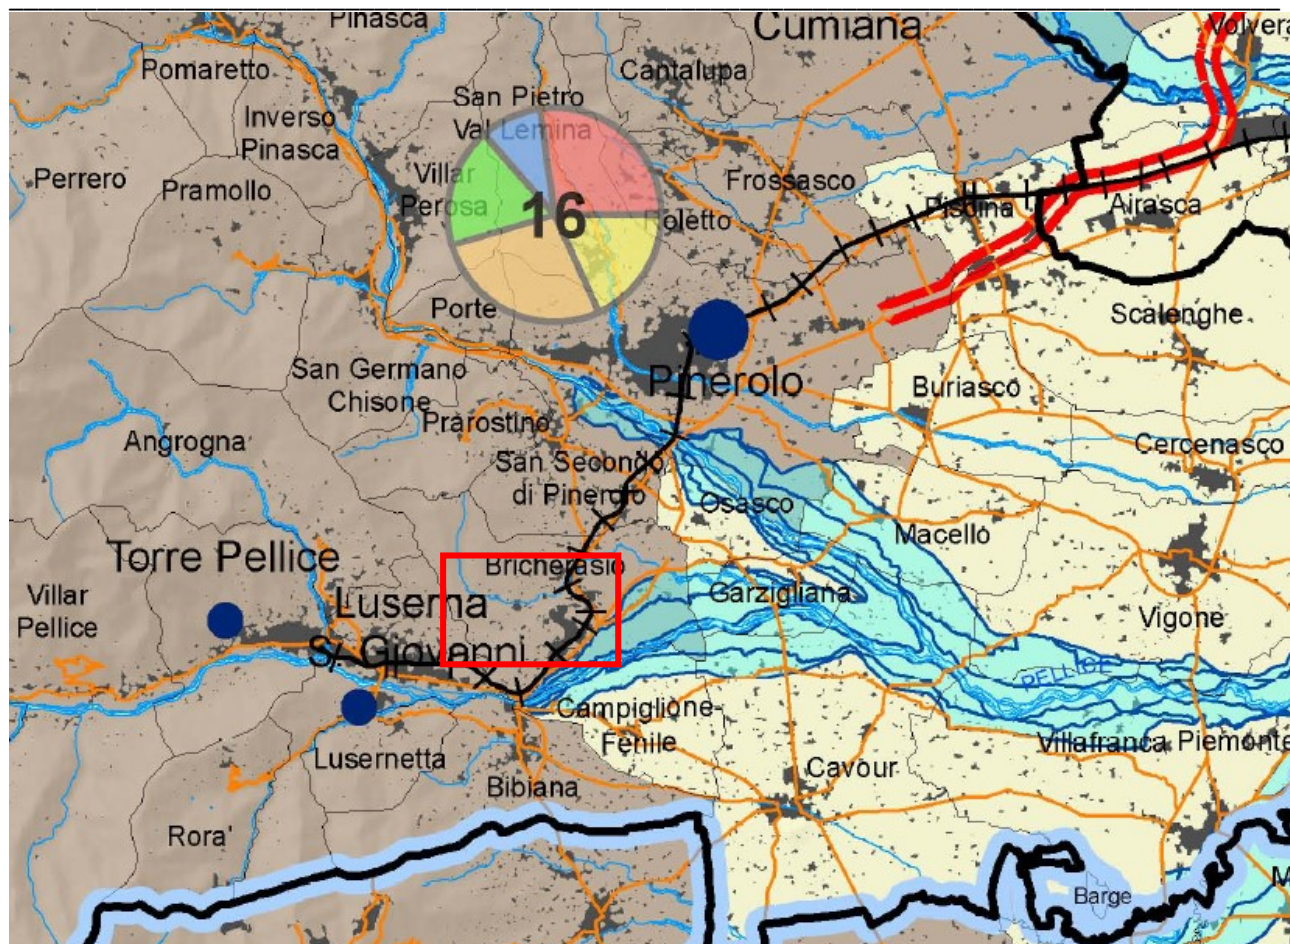 Pinasca
Cumiana
Volvera
Pomaretto
Cantalupa
San Pietro
Val Lemina
Inverso
Pinasca
Perrero
Pramollo
Villar
Perosa
16
Frossasco
Roletto
Piscina
Airasca
Porte
Scalenghe
San Germano
Chisone
Pinerolo
Buriasco
Prarostino
Angrogna
Cercenasco
San Secondo
di Pinerolo
Osasco
Macello
Torre Pellice
Bricherasio
Villar
Pellice
Luserna
S. Giovanni
Garzigliana
Vigone
PELLICE
Campiglione-
Fenile
Lusernetta
Villafranca Piemonte
Cavour
Bibiana
Rora'
Barge